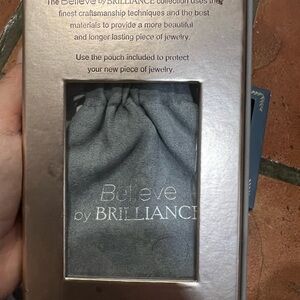 The Believe by BRILLIANCE collection uses the
finest craftsmanship techniques and the best
materials to provide a more beautiful
and longer-lasting piece of jewelry.
Use the pouch included to protect
your new piece of jewelry.
Believe
by BRILLIANCE